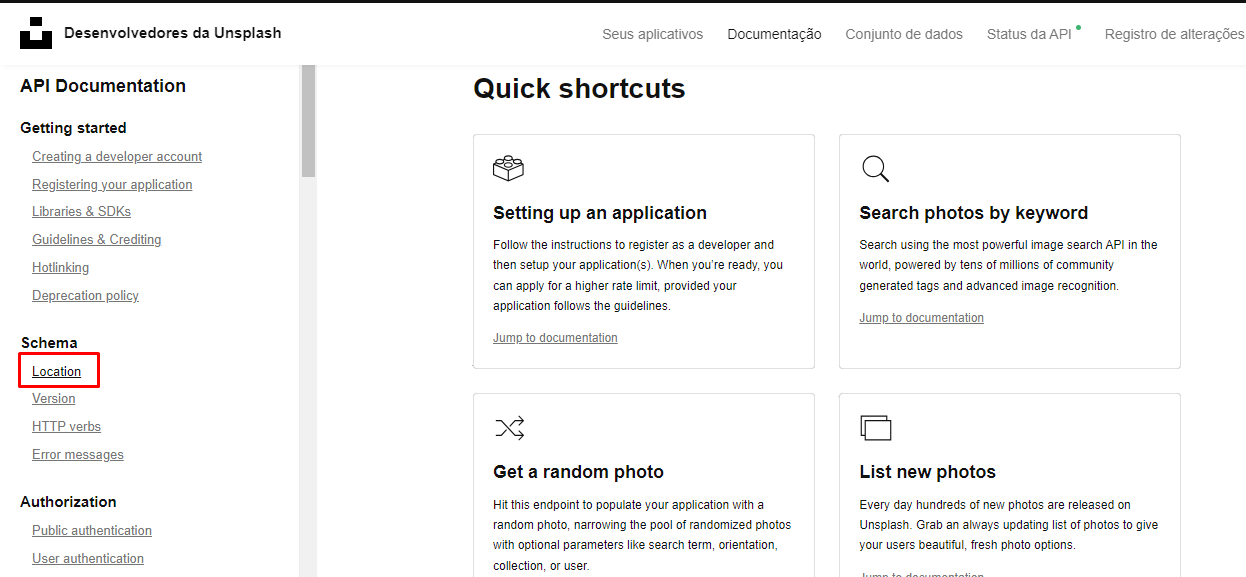 Desenvolvedores da Unsplash
Seus aplicativos
Documentação
Conjunto de dados
Status da API
Registro de alterações
API Documentation
Getting started
Creating a developer account
Registering your application
Libraries & SDKs
Guidelines & Crediting
Hotlinking
Deprecation policy
Schema
Location
Version
HTTP verbs
Error messages
Authorization
Public authentication
User authentication
Quick shortcuts
Setting up an application
Follow the instructions to register as a developer and
then setup your application(s). When you're ready, you
can apply for a higher rate limit, provided your
application follows the guidelines.
Jump to documentation
Search photos by keyword
Search using the most powerful image search API in the
world, powered by tens of millions of community
generated tags and advanced image recognition.
Jump to documentation
Get a random photo
Hit this endpoint to populate your application with a
random photo, narrowing the pool of randomized photos
with optional parameters like search term, orientation,
collection, or user.
List new photos
Every day hundreds of new photos are released on
Unsplash. Grab an always updating list of photos to give
your users beautiful, fresh photo options.
Jump to documentation